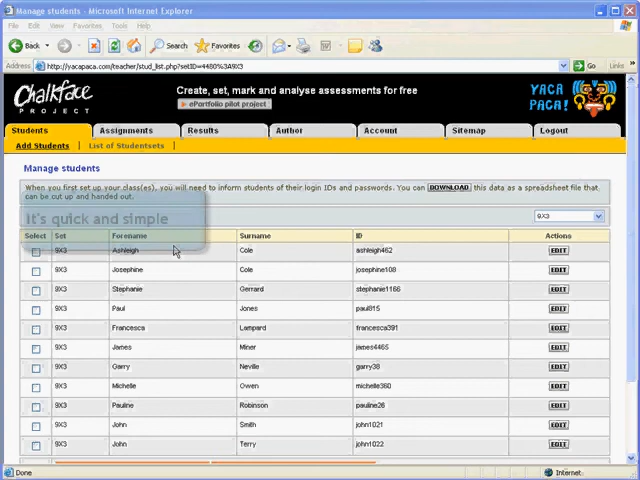 Manage students - Microsoft Internet Explorer
File Edit View Favorites Tools Help
Back Search Favorites
Address http://yacapaca.com/teacher/stud_list.php?setID=4480%3A9X3 Go Links »
Chalkface PROJECT
Create, set, mark and analyse assessments for free
► ePortfolio pilot project
YACA PACA!
Students Assignments Results Author Account Sitemap Logout
Add Students | List of Studentsets |
Manage students
When you first set up your class(es), you will need to inform students of their login IDs and passwords. You can DOWNLOAD this data as a spreadsheet file that
can be cut up and handed out.
It's quick and simple
9X3
Select Set Forename Surname ID Actions
9X3 Ashleigh Cole ashleigh462 EDIT
9X3 Josephine Cole josephine108 EDIT
9X3 Stephanie Gerrard stephanie1166 EDIT
9X3 Paul Jones paul815 EDIT
9X3 Francesca Lampard francesca391 EDIT
9X3 James Miner james4465 EDIT
9X3 Garry Neville garry38 EDIT
9X3 Michelle Owen michelle360 EDIT
9X3 Pauline Robinson pauline26 EDIT
9X3 John Smith john1021 EDIT
9X3 John Terry john1022 EDIT
Done Internet